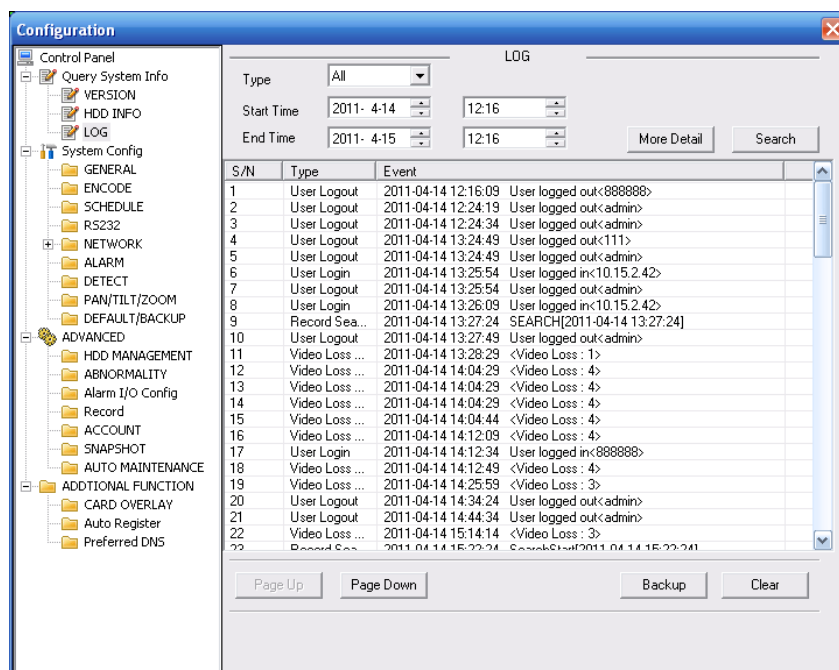 Configuration
Control Panel
Query System Info
VERSION
HDD INFO
LOG
System Config
GENERAL
ENCODE
SCHEDULE
RS232
NETWORK
ALARM
DETECT
PAN/TILT/ZOOM
DEFAULT/BACKUP
ADVANCED
HDD MANAGEMENT
ABNORMALITY
Alarm I/O Config
Record
ACCOUNT
SNAPSHOT
AUTO MAINTENANCE
ADDTIONAL FUNCTION
CARD OVERLAY
Auto Register
Preferred DNS
LOG
Type All
Start Time 2011- 4-14 12:16
End Time 2011- 4-15 12:16 More Detail Search
S/N Type Event
1 User Logout 2011-04-14 12:16:09 User logged out<888888>
2 User Logout 2011-04-14 12:24:19 User logged out<admin>
3 User Logout 2011-04-14 12:24:34 User logged out<admin>
4 User Logout 2011-04-14 13:24:49 User logged out<111>
5 User Logout 2011-04-14 13:24:49 User logged out<admin>
6 User Login 2011-04-14 13:25:54 User logged in<10.15.2.42>
7 User Logout 2011-04-14 13:25:54 User logged out<admin>
8 User Login 2011-04-14 13:26:09 User logged in<10.15.2.42>
9 Record Sea... 2011-04-14 13:27:24 SEARCH[2011-04-14 13:27:24]
10 User Logout 2011-04-14 13:27:49 User logged out<admin>
11 Video Loss ... 2011-04-14 13:28:29 <Video Loss : 1>
12 Video Loss ... 2011-04-14 14:04:29 <Video Loss : 4>
13 Video Loss ... 2011-04-14 14:04:29 <Video Loss : 4>
14 Video Loss ... 2011-04-14 14:04:29 <Video Loss : 4>
15 Video Loss ... 2011-04-14 14:04:44 <Video Loss : 4>
16 Video Loss ... 2011-04-14 14:12:09 <Video Loss : 4>
17 User Login 2011-04-14 14:12:34 User logged in<888888>
18 Video Loss ... 2011-04-14 14:12:49 <Video Loss : 4>
19 Video Loss ... 2011-04-14 14:25:59 <Video Loss : 3>
20 User Logout 2011-04-14 14:34:24 User logged out<admin>
21 User Logout 2011-04-14 14:44:34 User logged out<admin>
22 Video Loss ... 2011-04-14 15:14:14 <Video Loss : 3>
23 Record Sea... 2011-04-14 15:22:24 SearchStart[2011-04-14 15:22:24]
Page Up Page Down Backup Clear